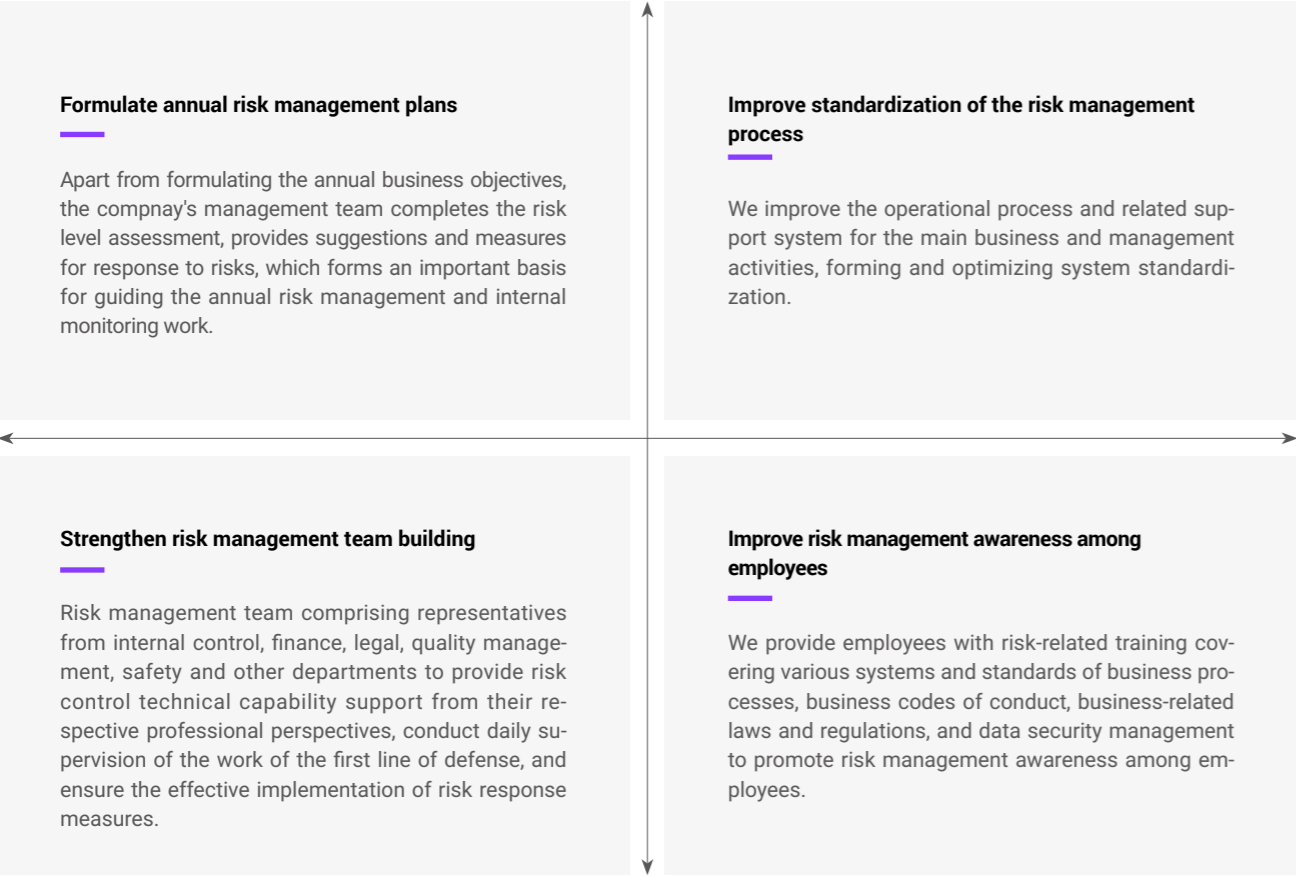 Formulate annual risk management plans
Apart from formulating the annual business objectives,
the compnay's management team completes the risk
level assessment, provides suggestions and measures
for response to risks, which forms an important basis
for guiding the annual risk management and internal
monitoring work.
Improve standardization of the risk management
process
We improve the operational process and related sup-
port system for the main business and management
activities, forming and optimizing system standardi-
zation.
Strengthen risk management team building
Risk management team comprising representatives
from internal control, finance, legal, quality manage-
ment, safety and other departments to provide risk
control technical capability support from their re-
spective professional perspectives, conduct daily su-
pervision of the work of the first line of defense, and
ensure the effective implementation of risk response
measures.
Improve risk management awareness among
employees
We provide employees with risk-related training cov-
ering various systems and standards of business pro-
cesses, business codes of conduct, business-related
laws and regulations, and data security management
to promote risk management awareness among em-
ployees.